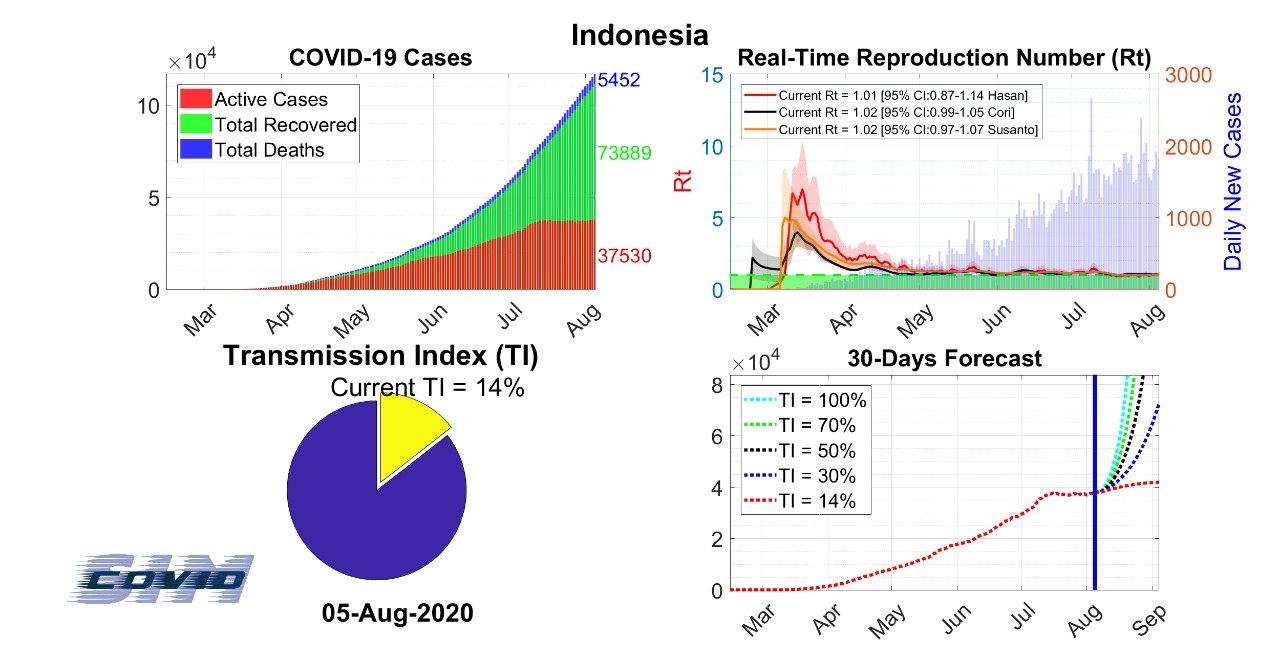 Indonesia
COVID-19 Cases
×10^4
10
5
0
Active Cases
Total Recovered
Total Deaths
5452
73889
37530
Mar
Apr
May
Jun
Jul
Aug
Real-Time Reproduction Number (Rt)
15
10
5
0
Rt
Current Rt = 1.01 [95% CI:0.87-1.14 Hasan]
Current Rt = 1.02 [95% CI:0.99-1.05 Cori]
Current Rt = 1.02 [95% CI:0.97-1.07 Susanto]
3000
2000
1000
0
Daily New Cases
Mar
Apr
May
Jun
Jul
Aug
Transmission Index (TI)
Current TI = 14%
05-Aug-2020
SIN
COVID
30-Days Forecast
×10^4
8
6
4
2
0
TI = 100%
TI = 70%
TI = 50%
TI = 30%
TI = 14%
Mar
Apr
May
Jun
Jul
Aug
Sep